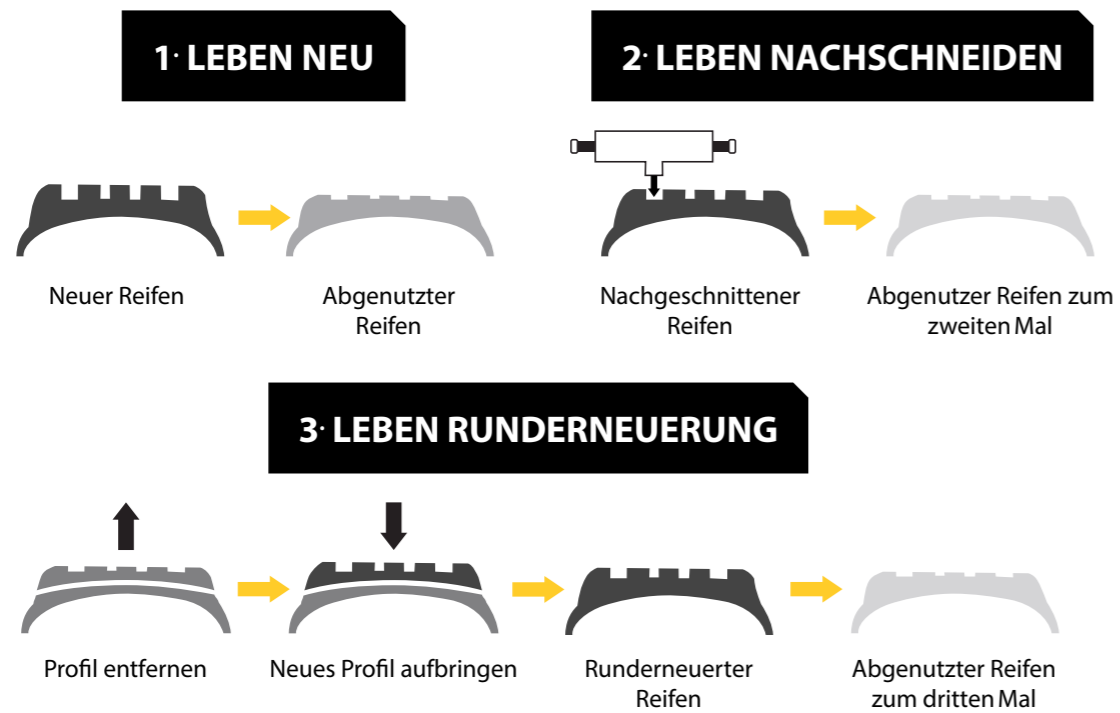 1. LEBEN NEU
2. LEBEN NACHSCHNEIDEN
Neuer Reifen
Abgenutzter
Reifen
Nachgeschnittener
Reifen
Abgenutzer Reifen zum
zweiten Mal
3. LEBEN RUNDERNEUERUNG
Profil entfernen
Neues Profil aufbringen
Runderneuerter
Reifen
Abgenutzter Reifen
zum dritten Mal